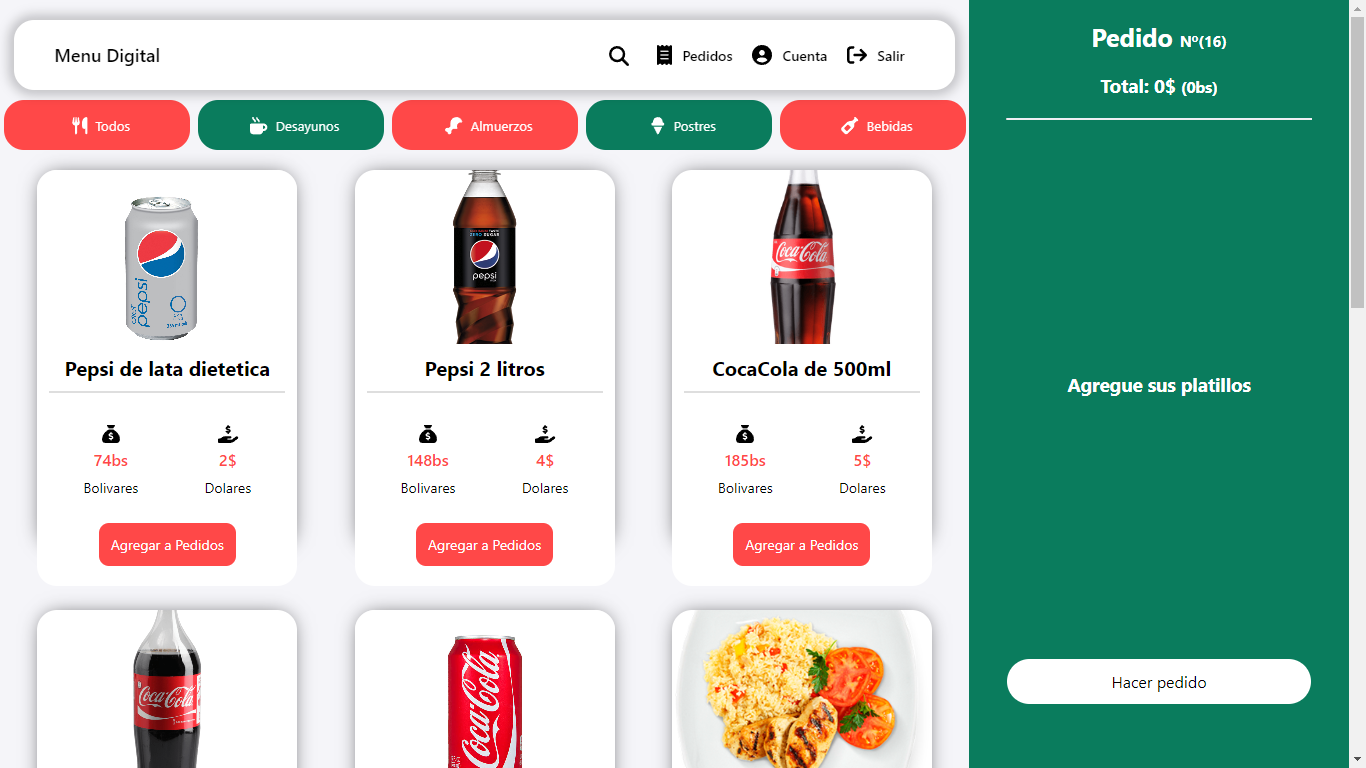 Menu Digital
Pedidos
Cuenta
Salir
Todos
Desayunos
Almuerzos
Postres
Bebidas
pepsi
Pepsi de lata dietetica
74bs
2$
Bolivares
Dolares
Agregar a Pedidos
ZERO SUGAR
pepsi
Pepsi 2 litros
148bs
4$
Bolivares
Dolares
Agregar a Pedidos
Coca-Cola
CocaCola de 500ml
185bs
5$
Bolivares
Dolares
Agregar a Pedidos
Coca-Cola
Coca-Cola
Pedido Nº(16)
Total: 0$ (0bs)
Agregue sus platillos
Hacer pedido